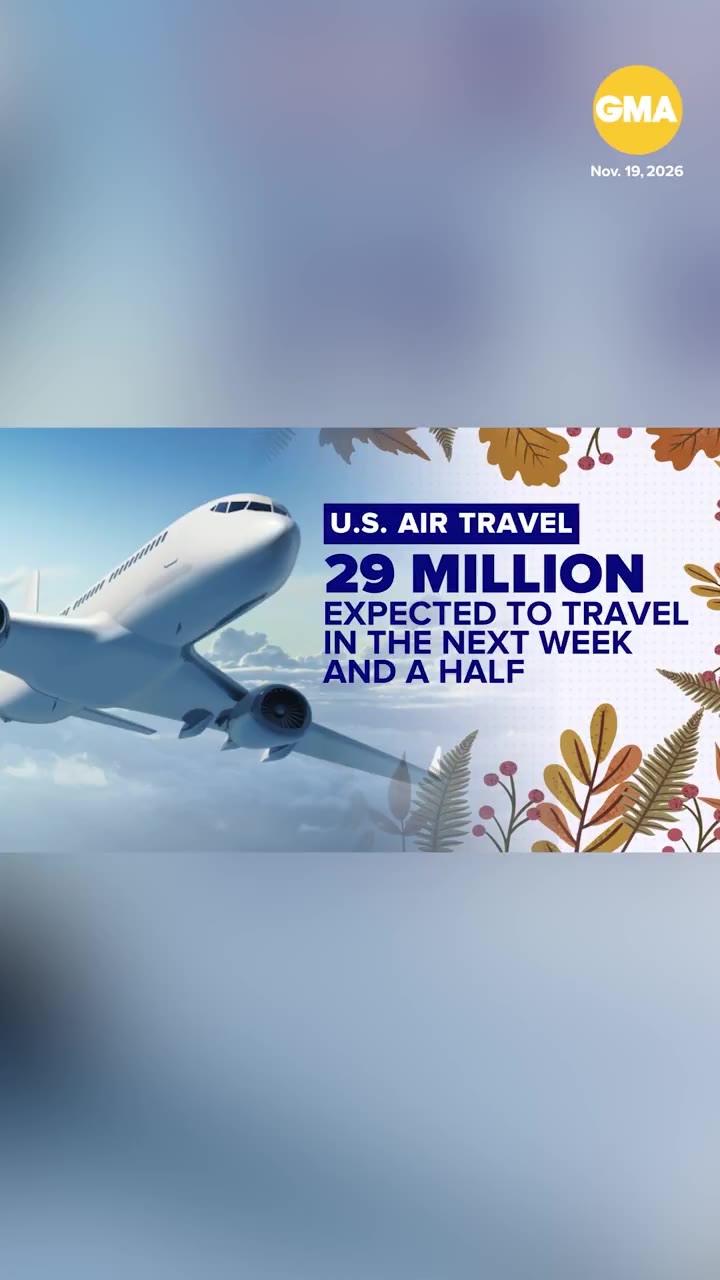 GMA
Nov. 19, 2026
U.S. AIR TRAVEL
29 MILLION
EXPECTED TO TRAVEL
IN THE NEXT WEEK
AND A HALF